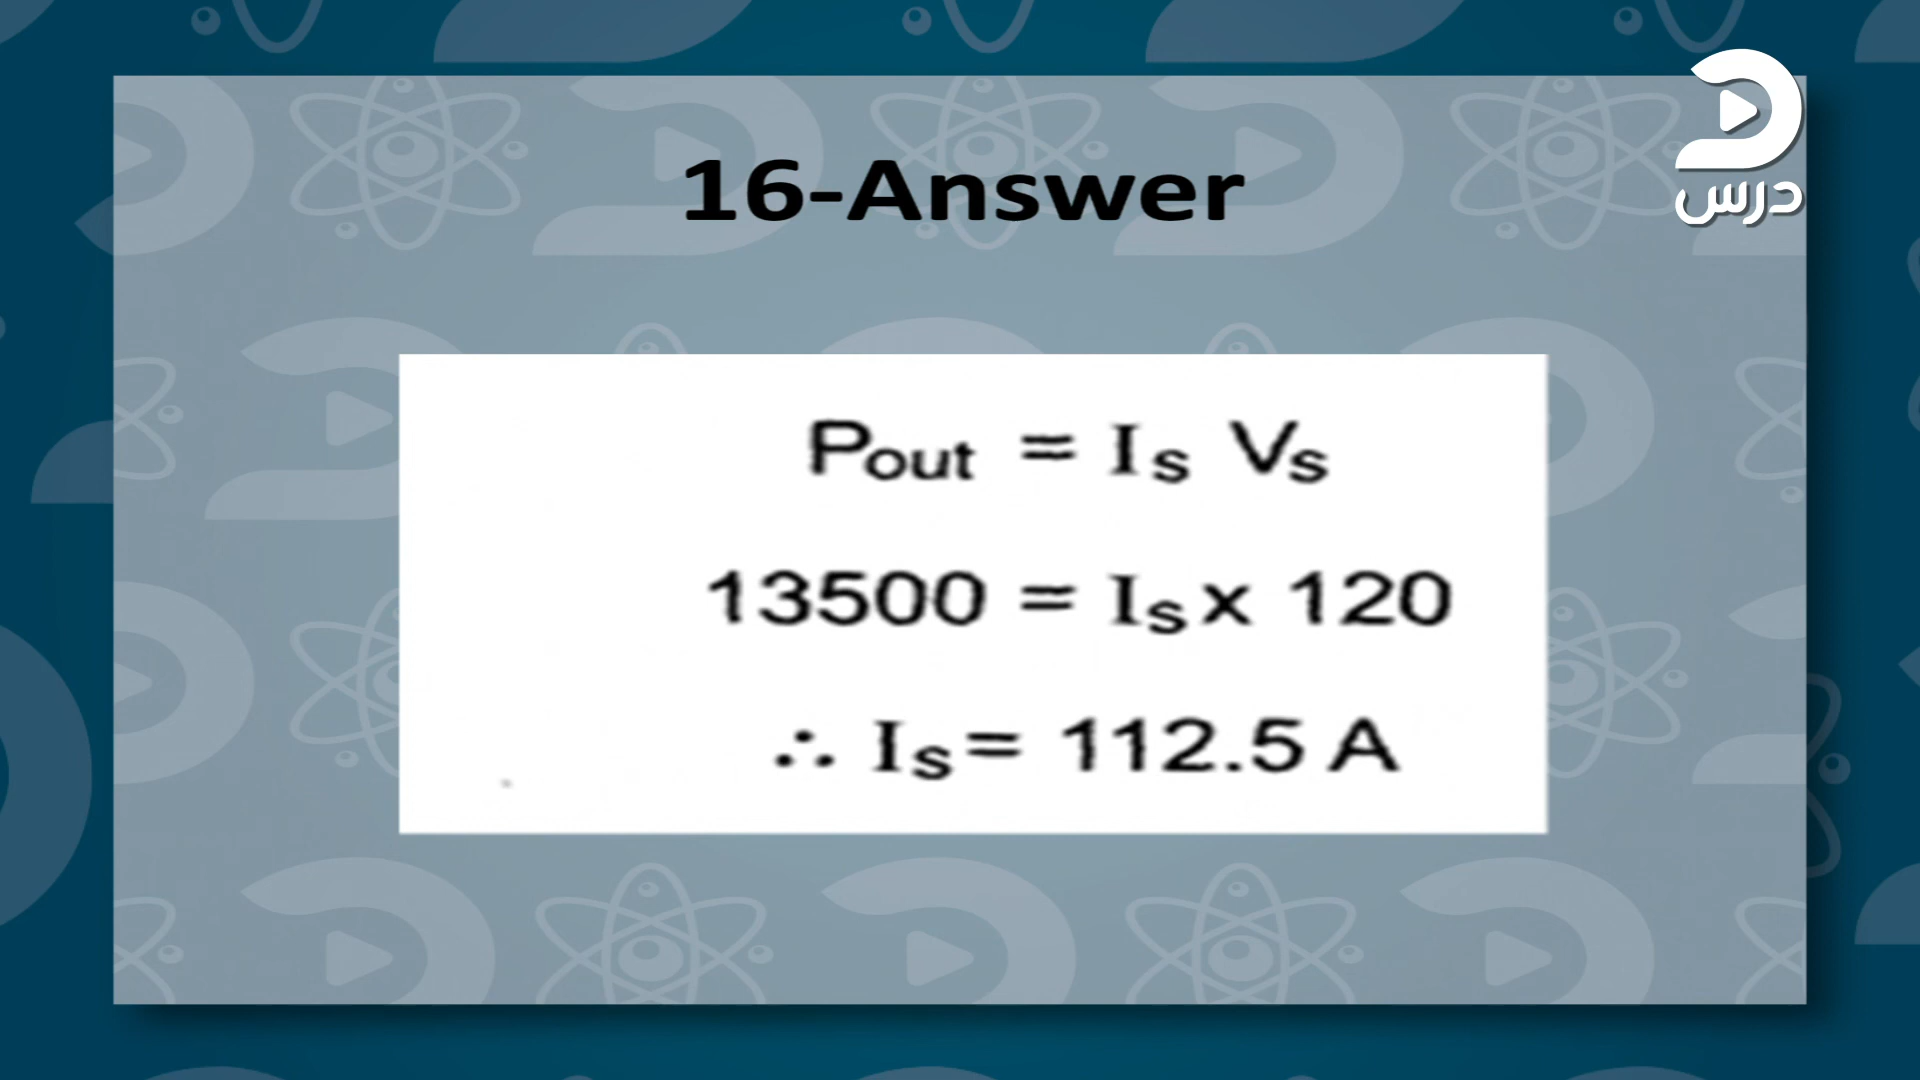 درس
16-Answer
Pout = Is Vs
13500 = Is x 120
∴ Is = 112.5 A